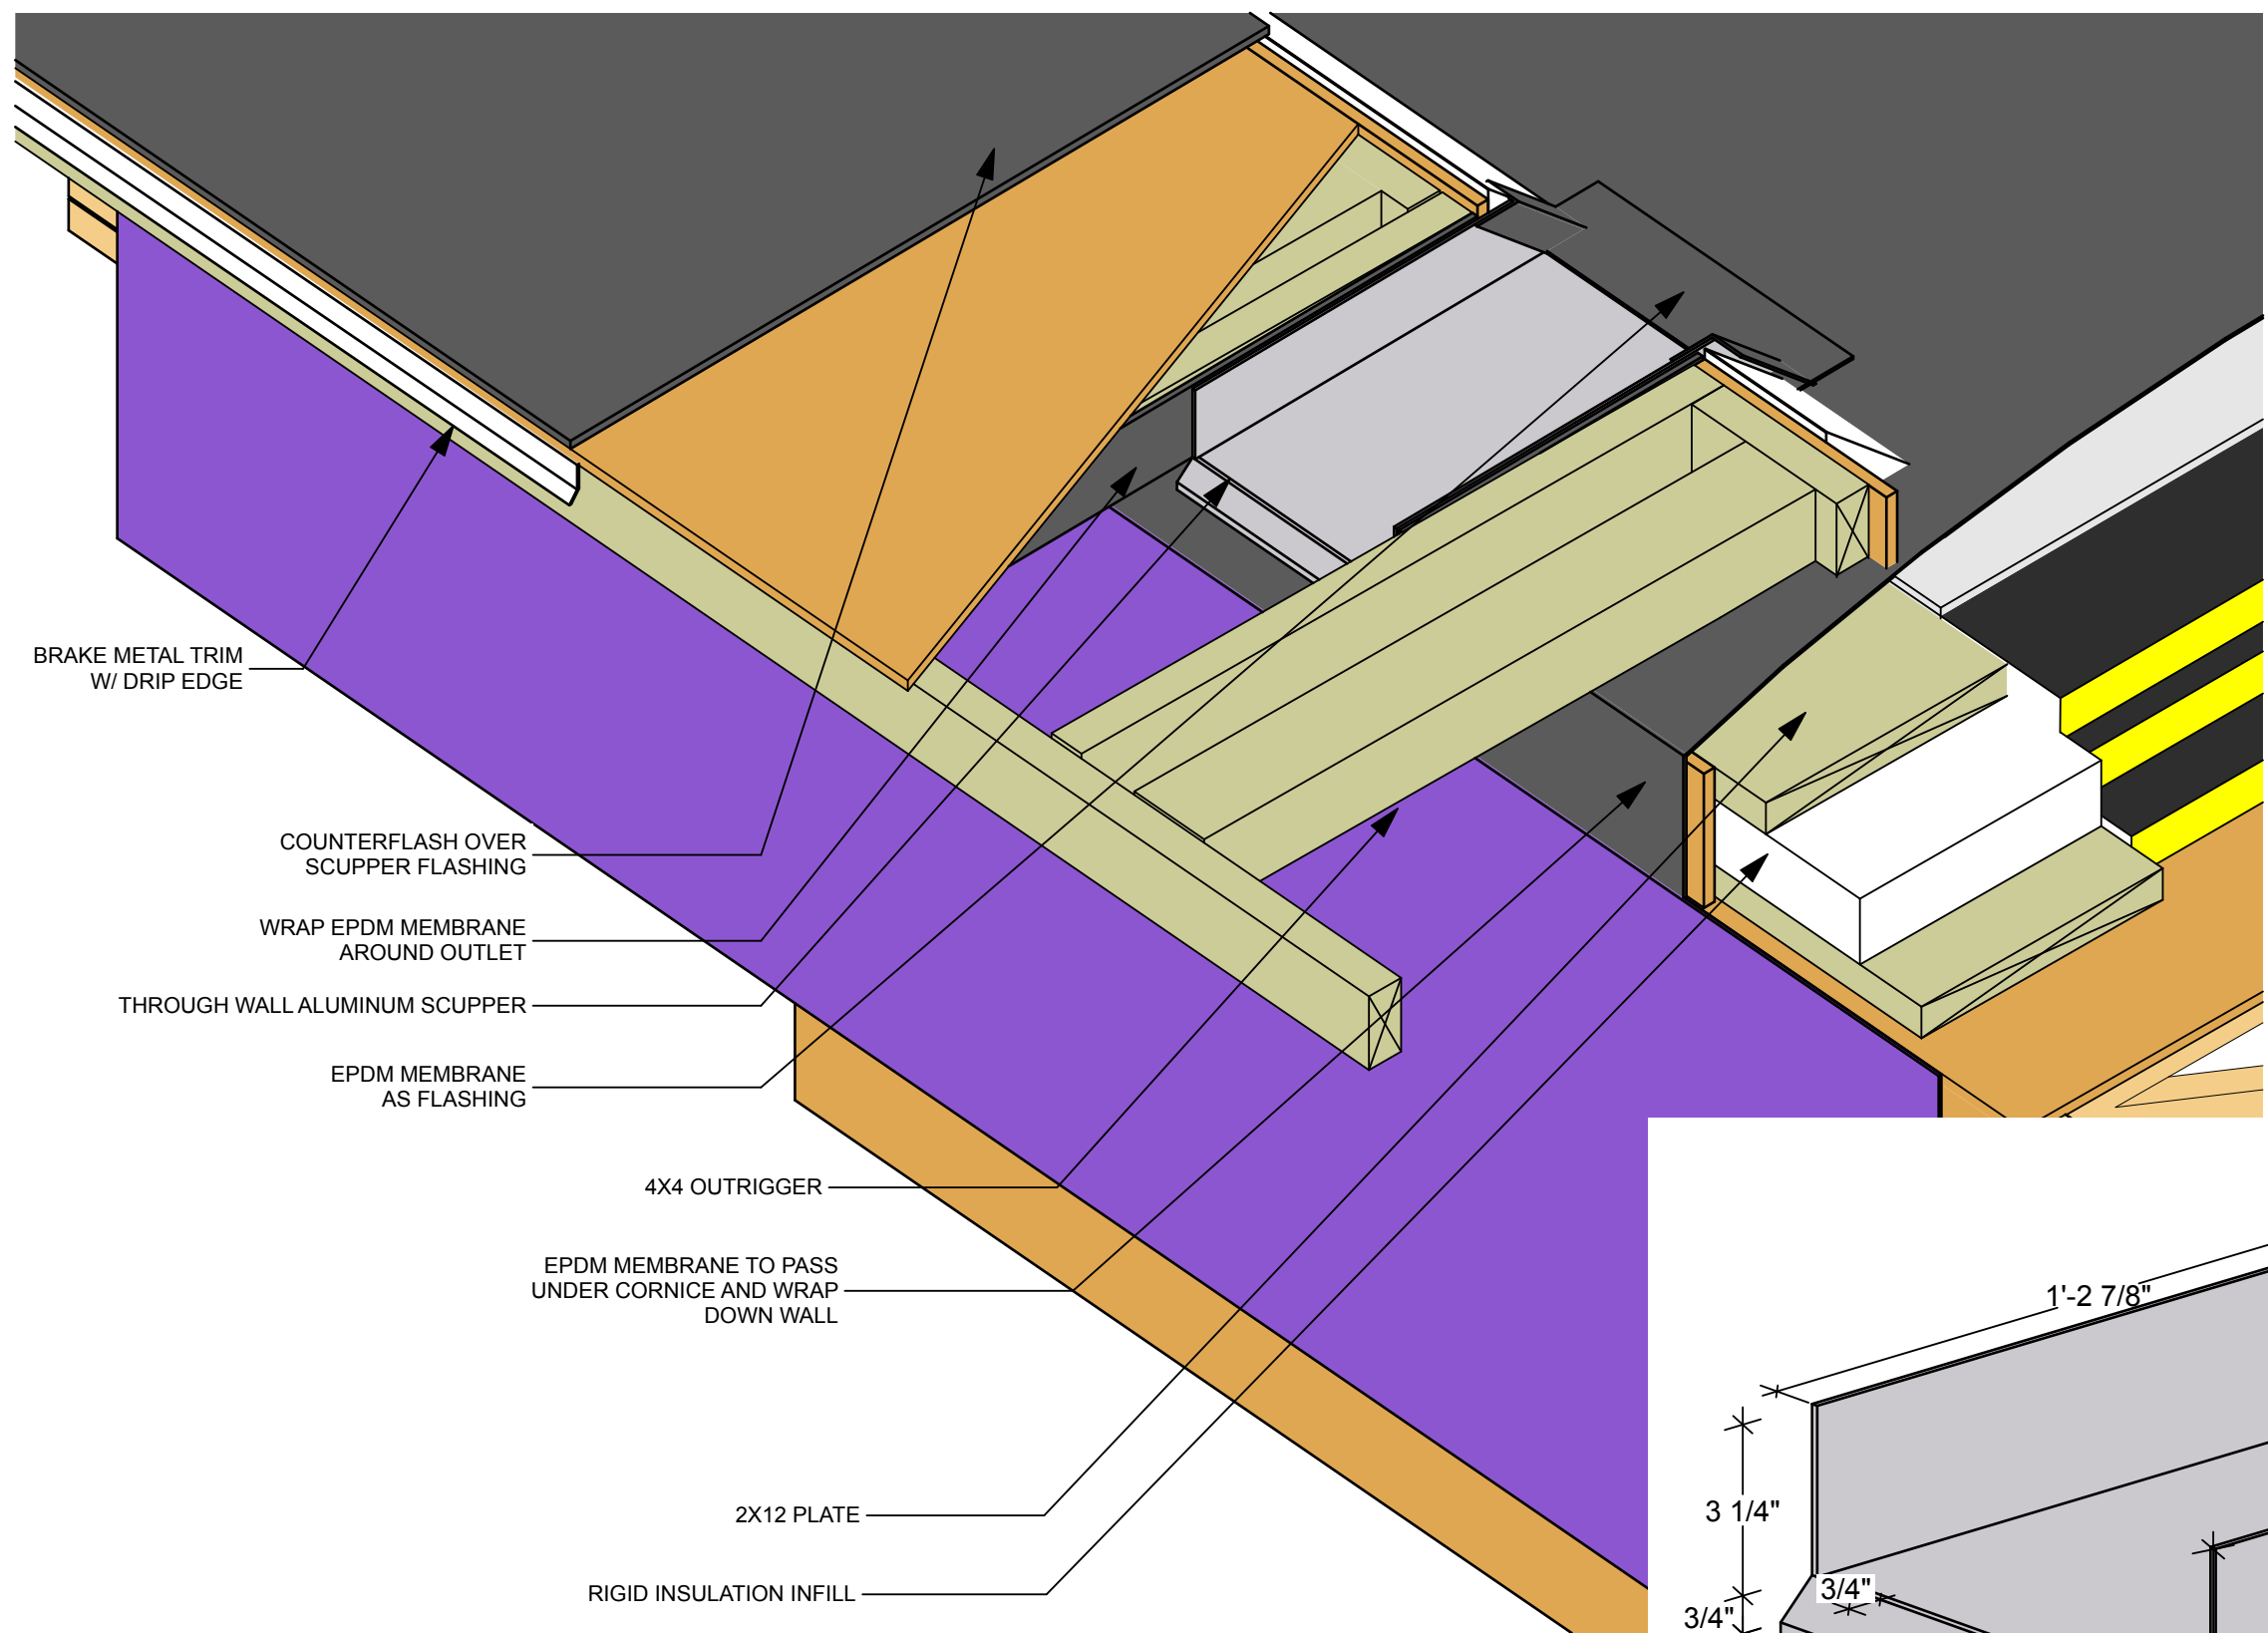 BRAKE METAL TRIM
W/ DRIP EDGE
COUNTERFLASH OVER
SCUPPER FLASHING
WRAP EPDM MEMBRANE
AROUND OUTLET
THROUGH WALL ALUMINUM SCUPPER
EPDM MEMBRANE
AS FLASHING
4X4 OUTRIGGER
EPDM MEMBRANE TO PASS
UNDER CORNICE AND WRAP
DOWN WALL
2X12 PLATE
RIGID INSULATION INFILL
1'-2 7/8"
3 1/4"
3/4"
3/4"